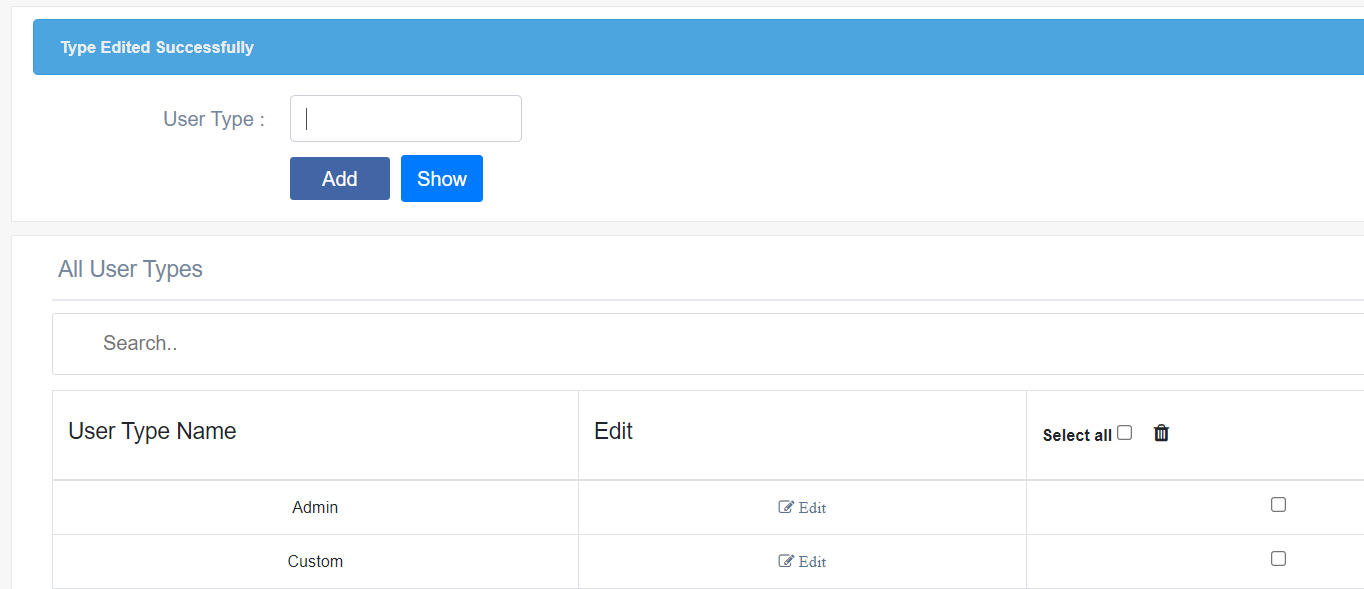 Type Edited Successfully
User Type :
Add Show
All User Types
Search..
User Type Name Edit Select all
Admin Edit
Custom Edit